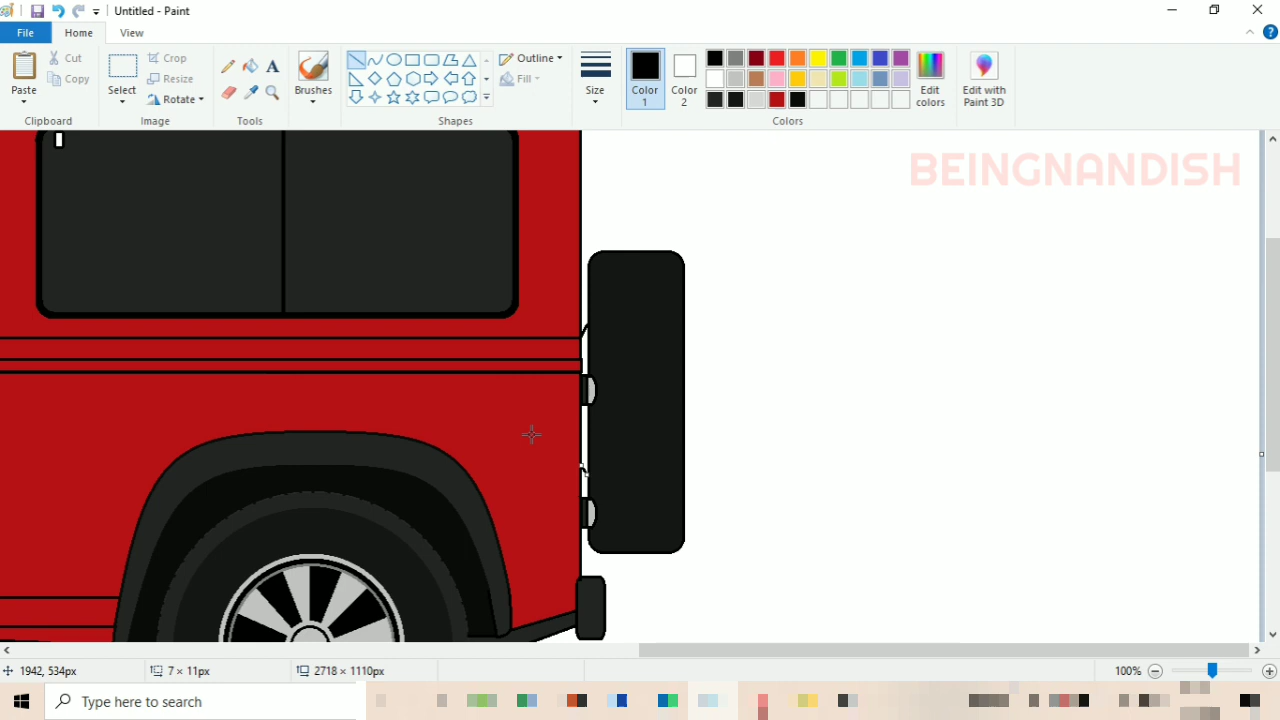 Untitled - Paint
File Home View
Paste
Cut
Copy
Clipboard
Select
Crop
Resize
Rotate
Image
Tools
Brushes
Shapes
Outline
Fill
Size
Color 1
Color 2
Colors
Edit colors
Edit with Paint 3D
BEINGNANDISH
1942, 534px
7 × 11px
2718 × 1110px
100%
Type here to search